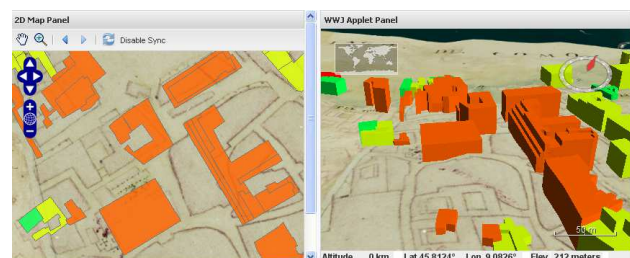 2D Map Panel
Disable Sync
WWJ Applet Panel
50 m
Altitude 0 km Lat 45.8124° Lon 9.0826° Elev 212 meters